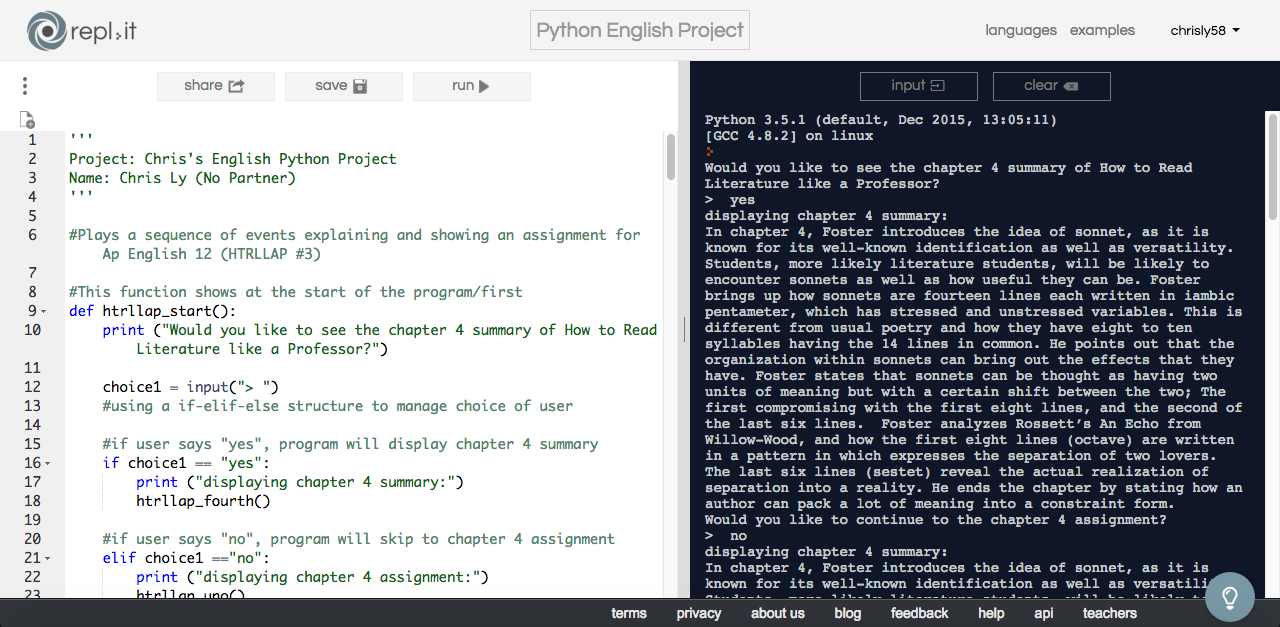 repl.it
Python English Project
languages examples chrisly58
share save run
input clear
1 '''
2 Project: Chris's English Python Project
3 Name: Chris Ly (No Partner)
4 '''
5
6 #Plays a sequence of events explaining and showing an assignment for
Ap English 12 (HTRLLAP #3)
7
8 #This function shows at the start of the program/first
9 def htrllap_start():
10 print ("Would you like to see the chapter 4 summary of How to Read
Literature like a Professor?")
11
12 choice1 = input("> ")
13 #using a if-elif-else structure to manage choice of user
14
15 #if user says "yes", program will display chapter 4 summary
16 if choice1 == "yes":
17 print ("displaying chapter 4 summary:")
18 htrllap_fourth()
19
20 #if user says "no", program will skip to chapter 4 assignment
21 elif choice1 =="no":
22 print ("displaying chapter 4 assignment:")
23 htrllap_uno()
Python 3.5.1 (default, Dec 2015, 13:05:11)
[GCC 4.8.2] on linux
Would you like to see the chapter 4 summary of How to Read
Literature like a Professor?
> yes
displaying chapter 4 summary:
In chapter 4, Foster introduces the idea of sonnet, as it is
known for its well-known identification as well as versatility.
Students, more likely literature students, will be likely to
encounter sonnets as well as how useful they can be. Foster
brings up how sonnets are fourteen lines each written in iambic
pentameter, which has stressed and unstressed variables. This is
different from usual poetry and how they have eight to ten
syllables having the 14 lines in common. He points out that the
organization within sonnets can bring out the effects that they
have. Foster states that sonnets can be thought as having two
units of meaning but with a certain shift between the two; The
first compromising with the first eight lines, and the second of
the last six lines.  Foster analyzes Rossett’s An Echo from
Willow-Wood, and how the first eight lines (octave) are written
in a pattern in which expresses the separation of two lovers.
The last six lines (sestet) reveal the actual realization of
separation into a reality. He ends the chapter by stating how an
author can pack a lot of meaning into a constraint form.
Would you like to continue to the chapter 4 assignment?
> no
displaying chapter 4 summary:
In chapter 4, Foster introduces the idea of sonnet, as it is
known for its well-known identification as well as
Students, more likely literature students, will be likely
terms privacy about us blog feedback help api teachers